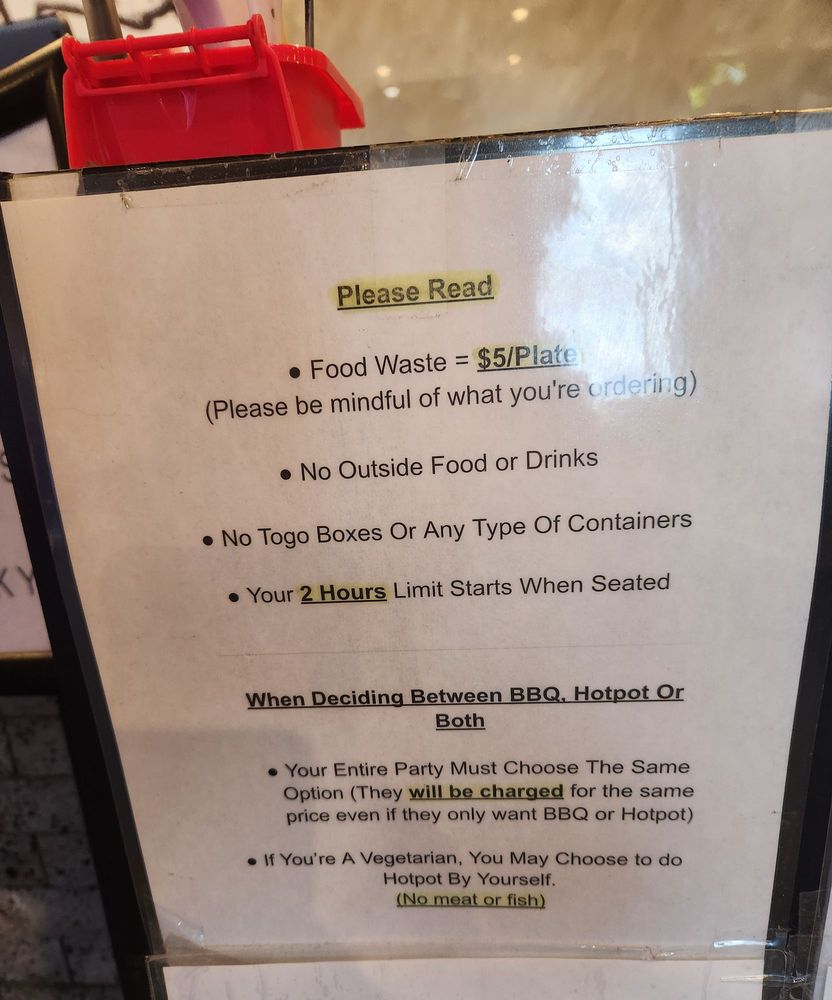 Please Read
• Food Waste = $5/Plate
(Please be mindful of what you're ordering)
• No Outside Food or Drinks
• No Togo Boxes Or Any Type Of Containers
• Your 2 Hours Limit Starts When Seated
When Deciding Between BBQ, Hotpot Or
Both
• Your Entire Party Must Choose The Same
Option (They will be charged for the same
price even if they only want BBQ or Hotpot)
• If You're A Vegetarian, You May Choose to do
Hotpot By Yourself.
(No meat or fish)